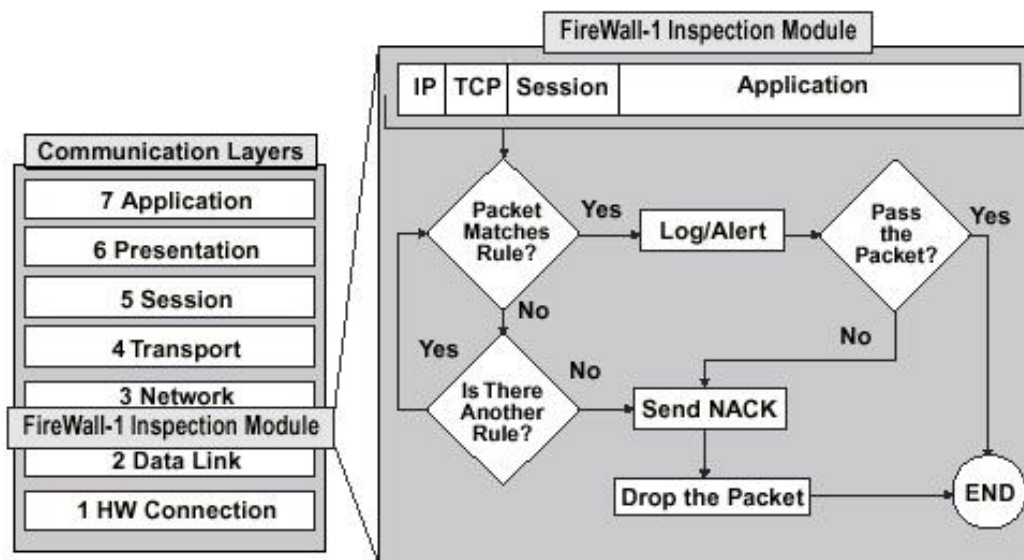 FireWall-1 Inspection Module
IP
TCP
Session
Application
Communication Layers
7 Application
6 Presentation
5 Session
4 Transport
3 Network
FireWall-1 Inspection Module
2 Data Link
1 HW Connection
Packet
Matches
Rule?
Yes
Log/Alert
Pass
the
Packet?
Yes
No
No
Yes
Is There
Another
Rule?
No
Send NACK
Drop the Packet
END